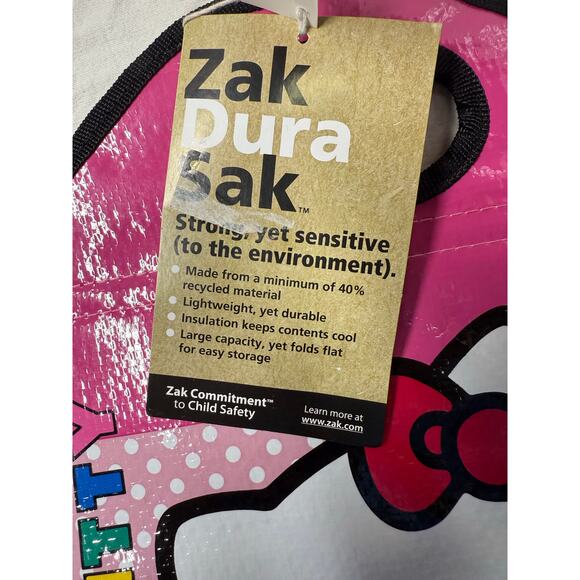 Zak
Dura
Sak™
Strong, yet sensitive
(to the environment).
Made from a minimum of 40%
recycled material
Lightweight, yet durable
Insulation keeps contents cool
Large capacity, yet folds flat
for easy storage
Zak Commitment™
to Child Safety
Learn more at
www.zak.com
ITTY